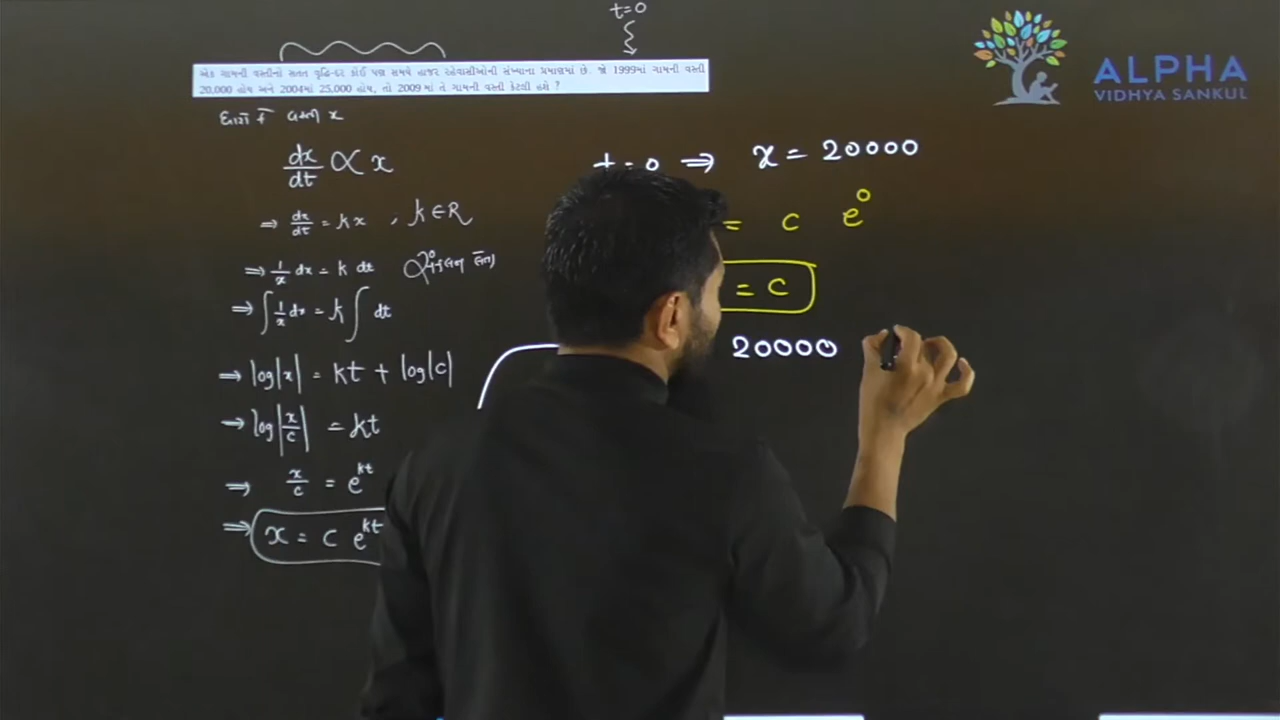 t=0
એક ગામની વસ્તીનો સતત વૃદ્ધિ-દર કોઈ પણ સમયે હાજર રહેવાસીઓની સંખ્યાના પ્રમાણમાં છે. જો 1999માં ગામની વસ્તી
20,000 હોય અને 2004માં 25,000 હોય, તો 2009 માં તે ગામની વસ્તી કેટલી હશે ?
ALPHA
VIDHYA SANKUL
ધારો કે વસ્તી x
dx/dt ∝ x
⇒ dx/dt = kx , k∈R
⇒ 1/x dx = k dt
⇒ ∫ 1/x dx = k ∫ dt
⇒ log|x| = kt + log|c|
⇒ log|x/c| = kt
⇒ x/c = e^kt
⇒ x = c e^kt
t = 0 ⇒ x = 20000
= c e^0
= c
20000